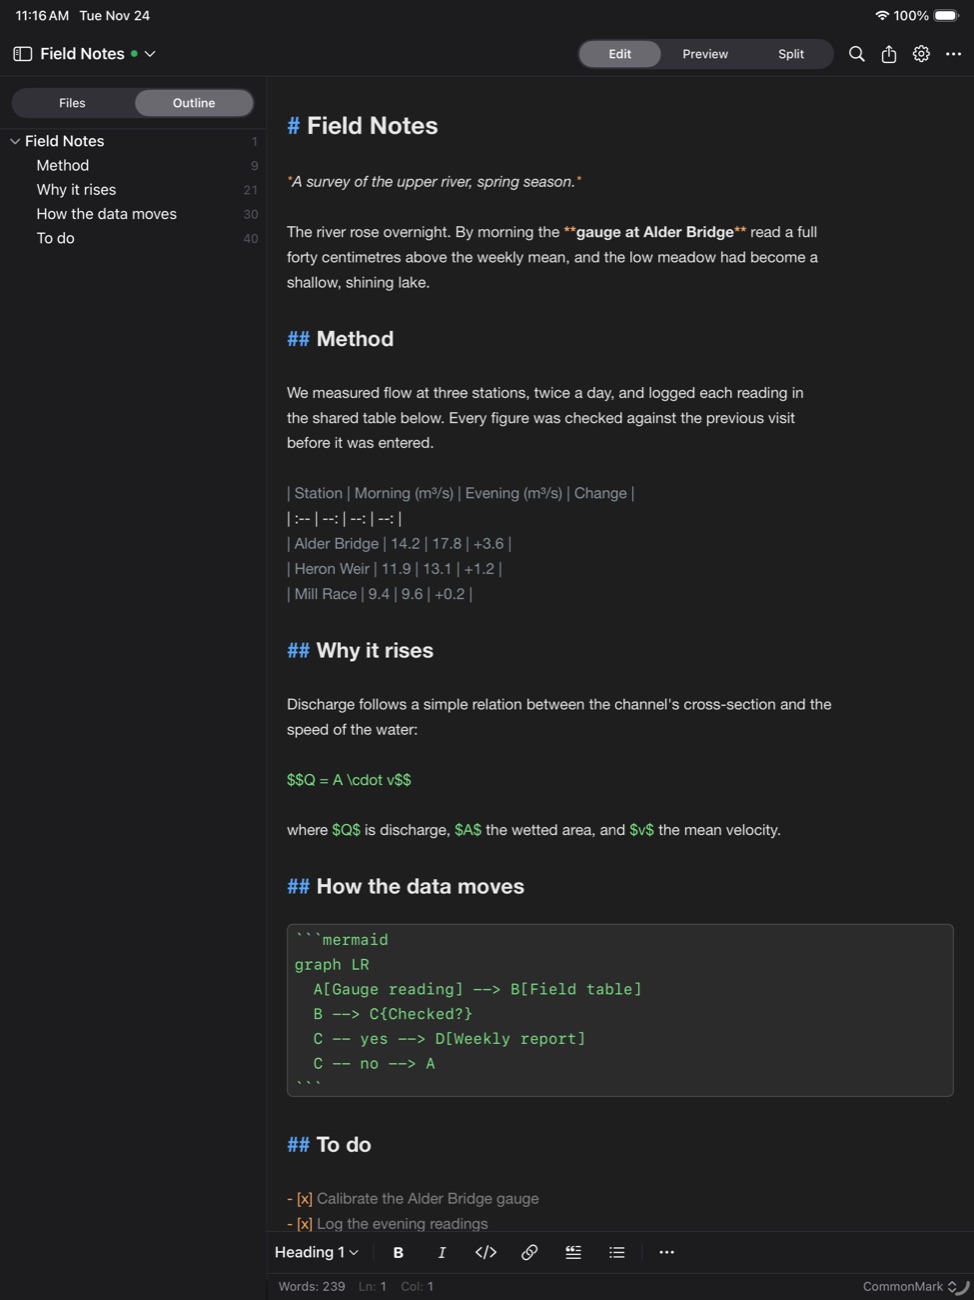 11:16 AM Tue Nov 24
100%
Field Notes
Edit
Preview
Split
Files
Outline
Field Notes 1
Method 9
Why it rises 21
How the data moves 30
To do 40
# Field Notes
*A survey of the upper river, spring season.*
The river rose overnight. By morning the **gauge at Alder Bridge** read a full
forty centimetres above the weekly mean, and the low meadow had become a
shallow, shining lake.
## Method
We measured flow at three stations, twice a day, and logged each reading in
the shared table below. Every figure was checked against the previous visit
before it was entered.
| Station | Morning (m³/s) | Evening (m³/s) | Change |
| :-- | --: | --: | --: |
| Alder Bridge | 14.2 | 17.8 | +3.6 |
| Heron Weir | 11.9 | 13.1 | +1.2 |
| Mill Race | 9.4 | 9.6 | +0.2 |
## Why it rises
Discharge follows a simple relation between the channel's cross-section and the
speed of the water:
$$Q = A \cdot v$$
where $Q$ is discharge, $A$ the wetted area, and $v$ the mean velocity.
## How the data moves
```mermaid
graph LR
  A[Gauge reading] --> B[Field table]
  B --> C{Checked?}
  C -- yes --> D[Weekly report]
  C -- no --> A
```
## To do
- [x] Calibrate the Alder Bridge gauge
- [x] Log the evening readings
Heading 1
B
I
</>
Words: 239 Ln: 1 Col: 1
CommonMark